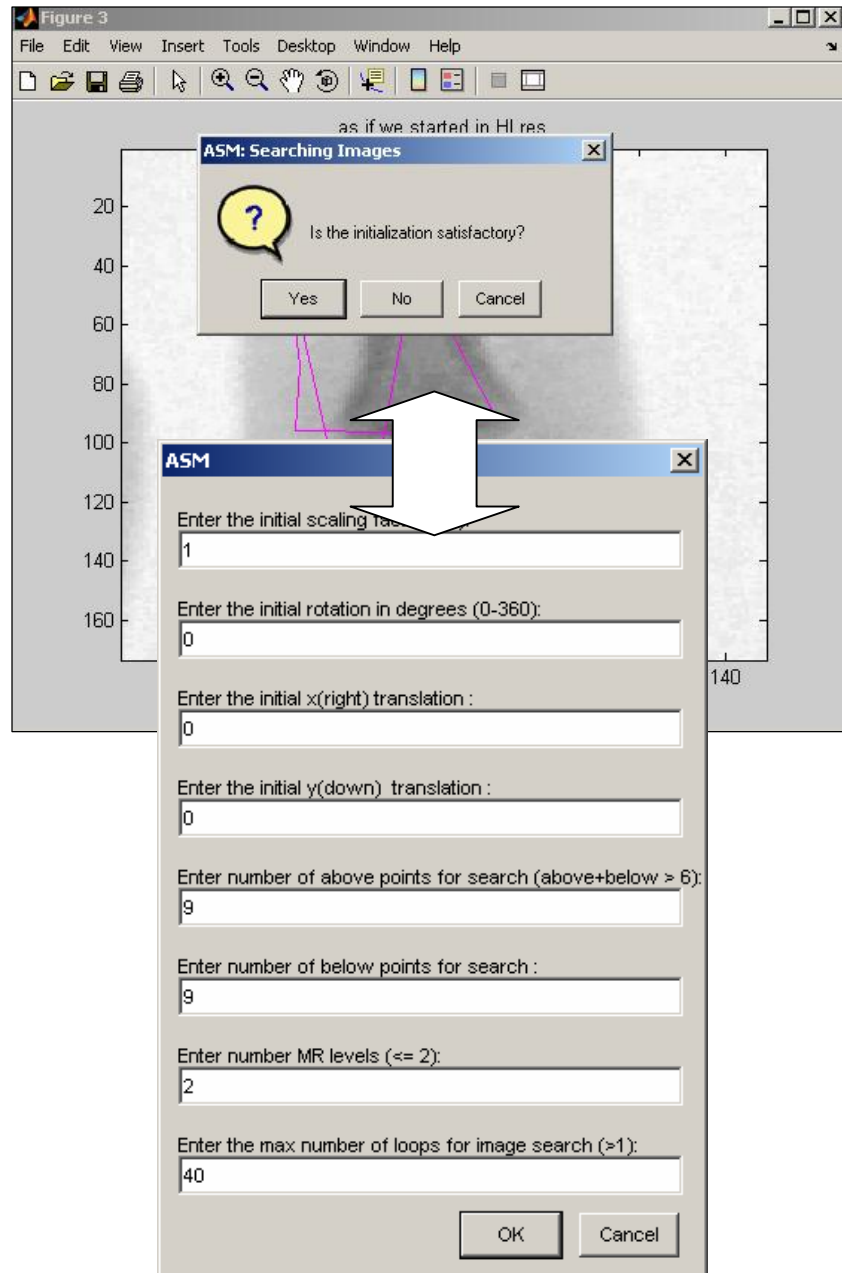 Figure 3
File Edit View Insert Tools Desktop Window Help
as if we started in HI res
ASM: Searching Images
?
Is the initialization satisfactory?
Yes No Cancel
20
40
60
80
100
120
140
160
140
ASM
Enter the initial scaling
1
Enter the initial rotation in degrees (0-360):
0
Enter the initial x(right) translation :
0
Enter the initial y(down) translation :
0
Enter number of above points for search (above+below > 6):
9
Enter number of below points for search :
9
Enter number MR levels (<= 2):
2
Enter the max number of loops for image search (>1):
40
OK Cancel